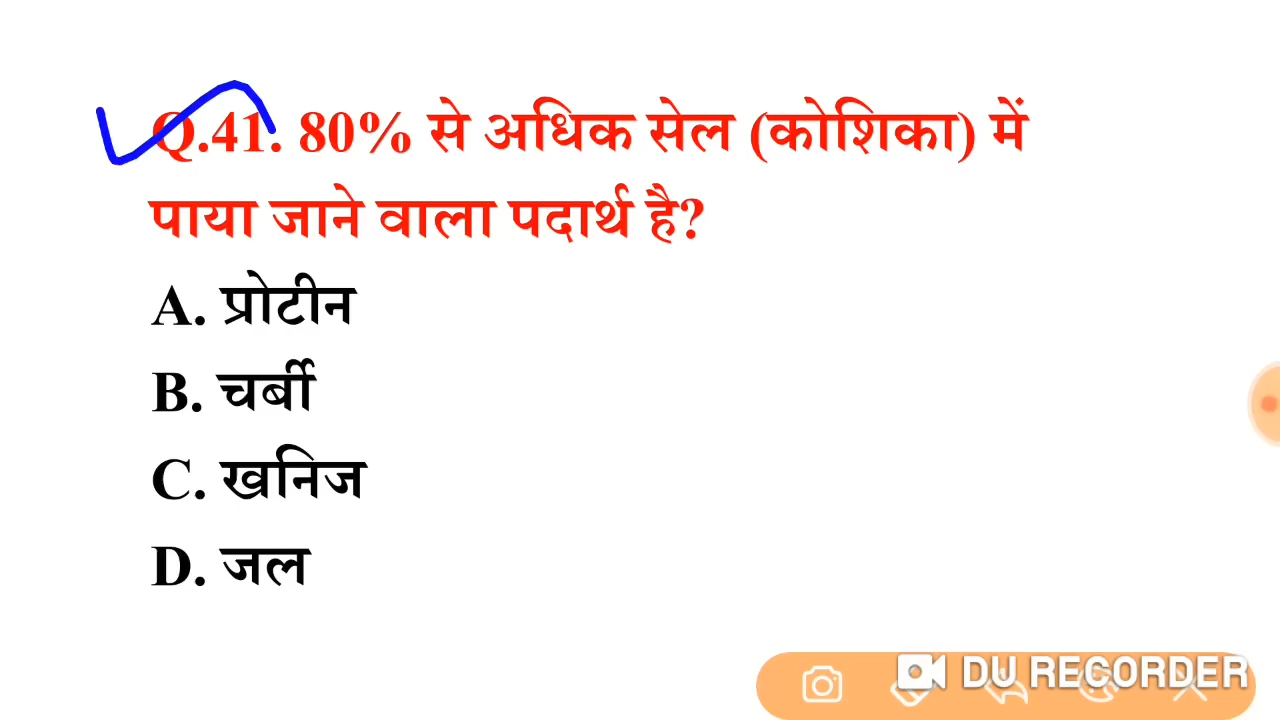 Q.41. 80% से अधिक सेल (कोशिका) में
पाया जाने वाला पदार्थ है?
A. प्रोटीन
B. चर्बी
C. खनिज
D. जल
DU RECORDER